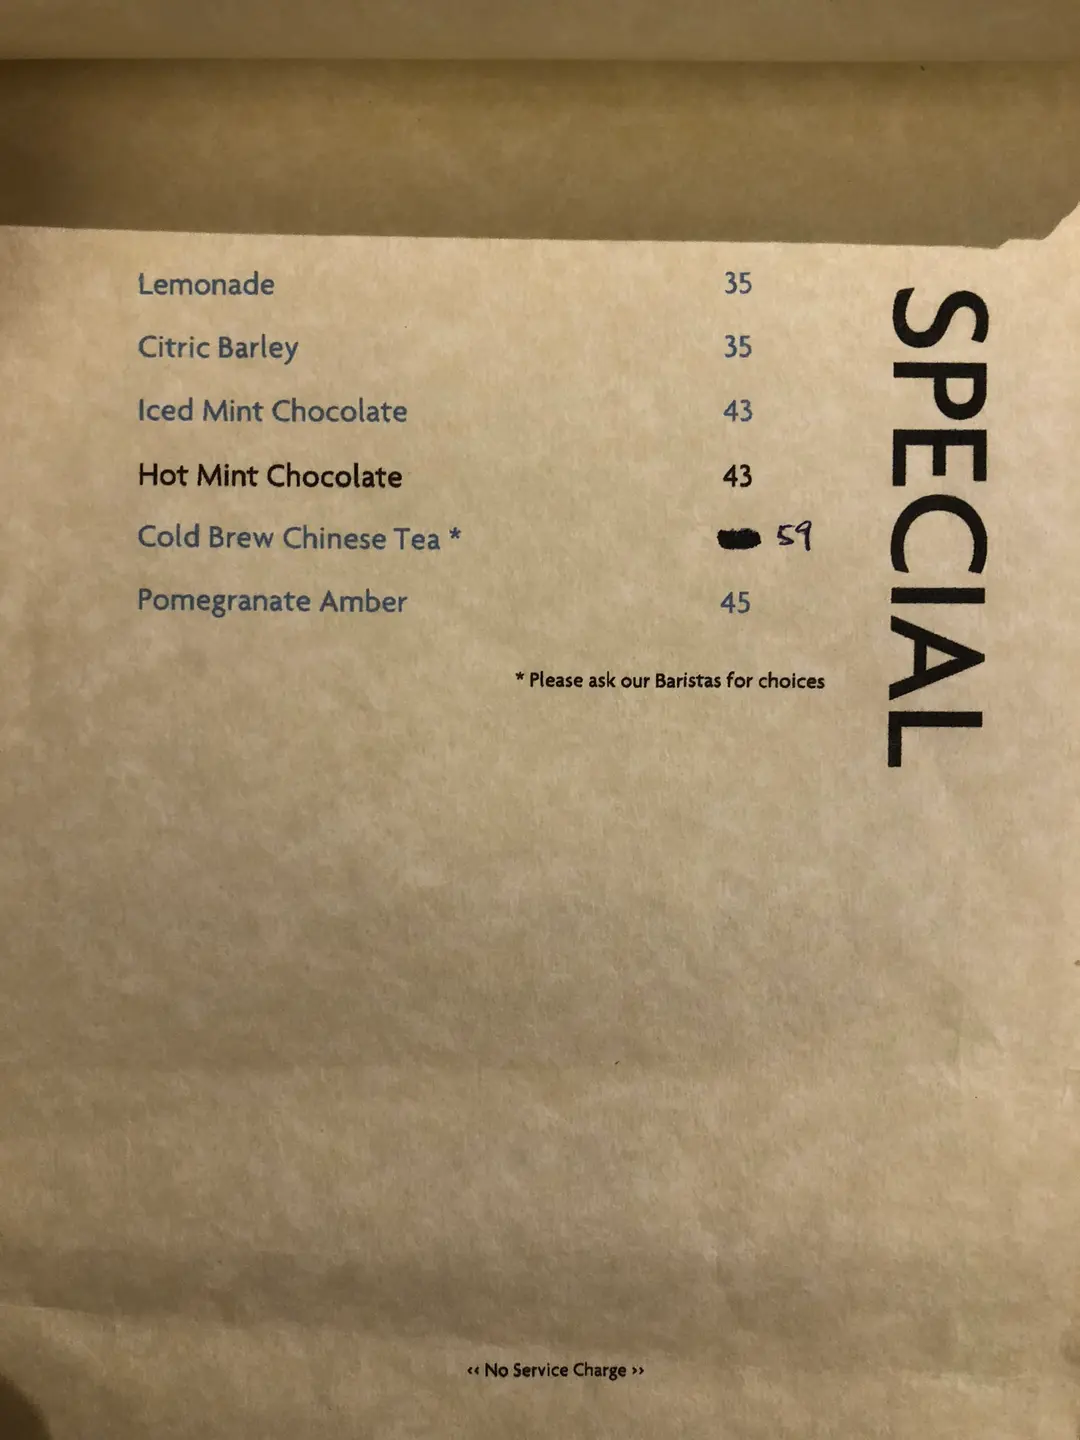 SPECIAL
Lemonade 35
Citric Barley 35
Iced Mint Chocolate 43
Hot Mint Chocolate 43
Cold Brew Chinese Tea * 59
Pomegranate Amber 45
* Please ask our Baristas for choices
‹‹ No Service Charge ››